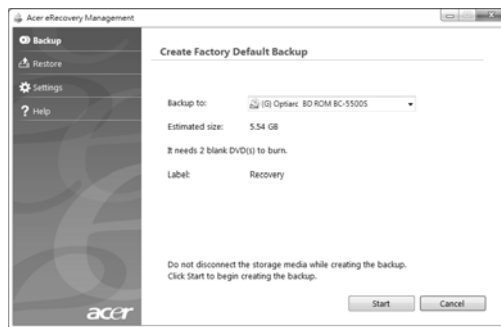 Acer eRecovery Management
Backup
Restore
Settings
Help
Create Factory Default Backup
Backup to: (G) Optiarc BD ROM BC-5500S
Estimated size: 5.54 GB
It needs 2 blank DVD(s) to burn.
Label: Recovery
Do not disconnect the storage media while creating the backup.
Click Start to begin creating the backup.
Start Cancel
acer